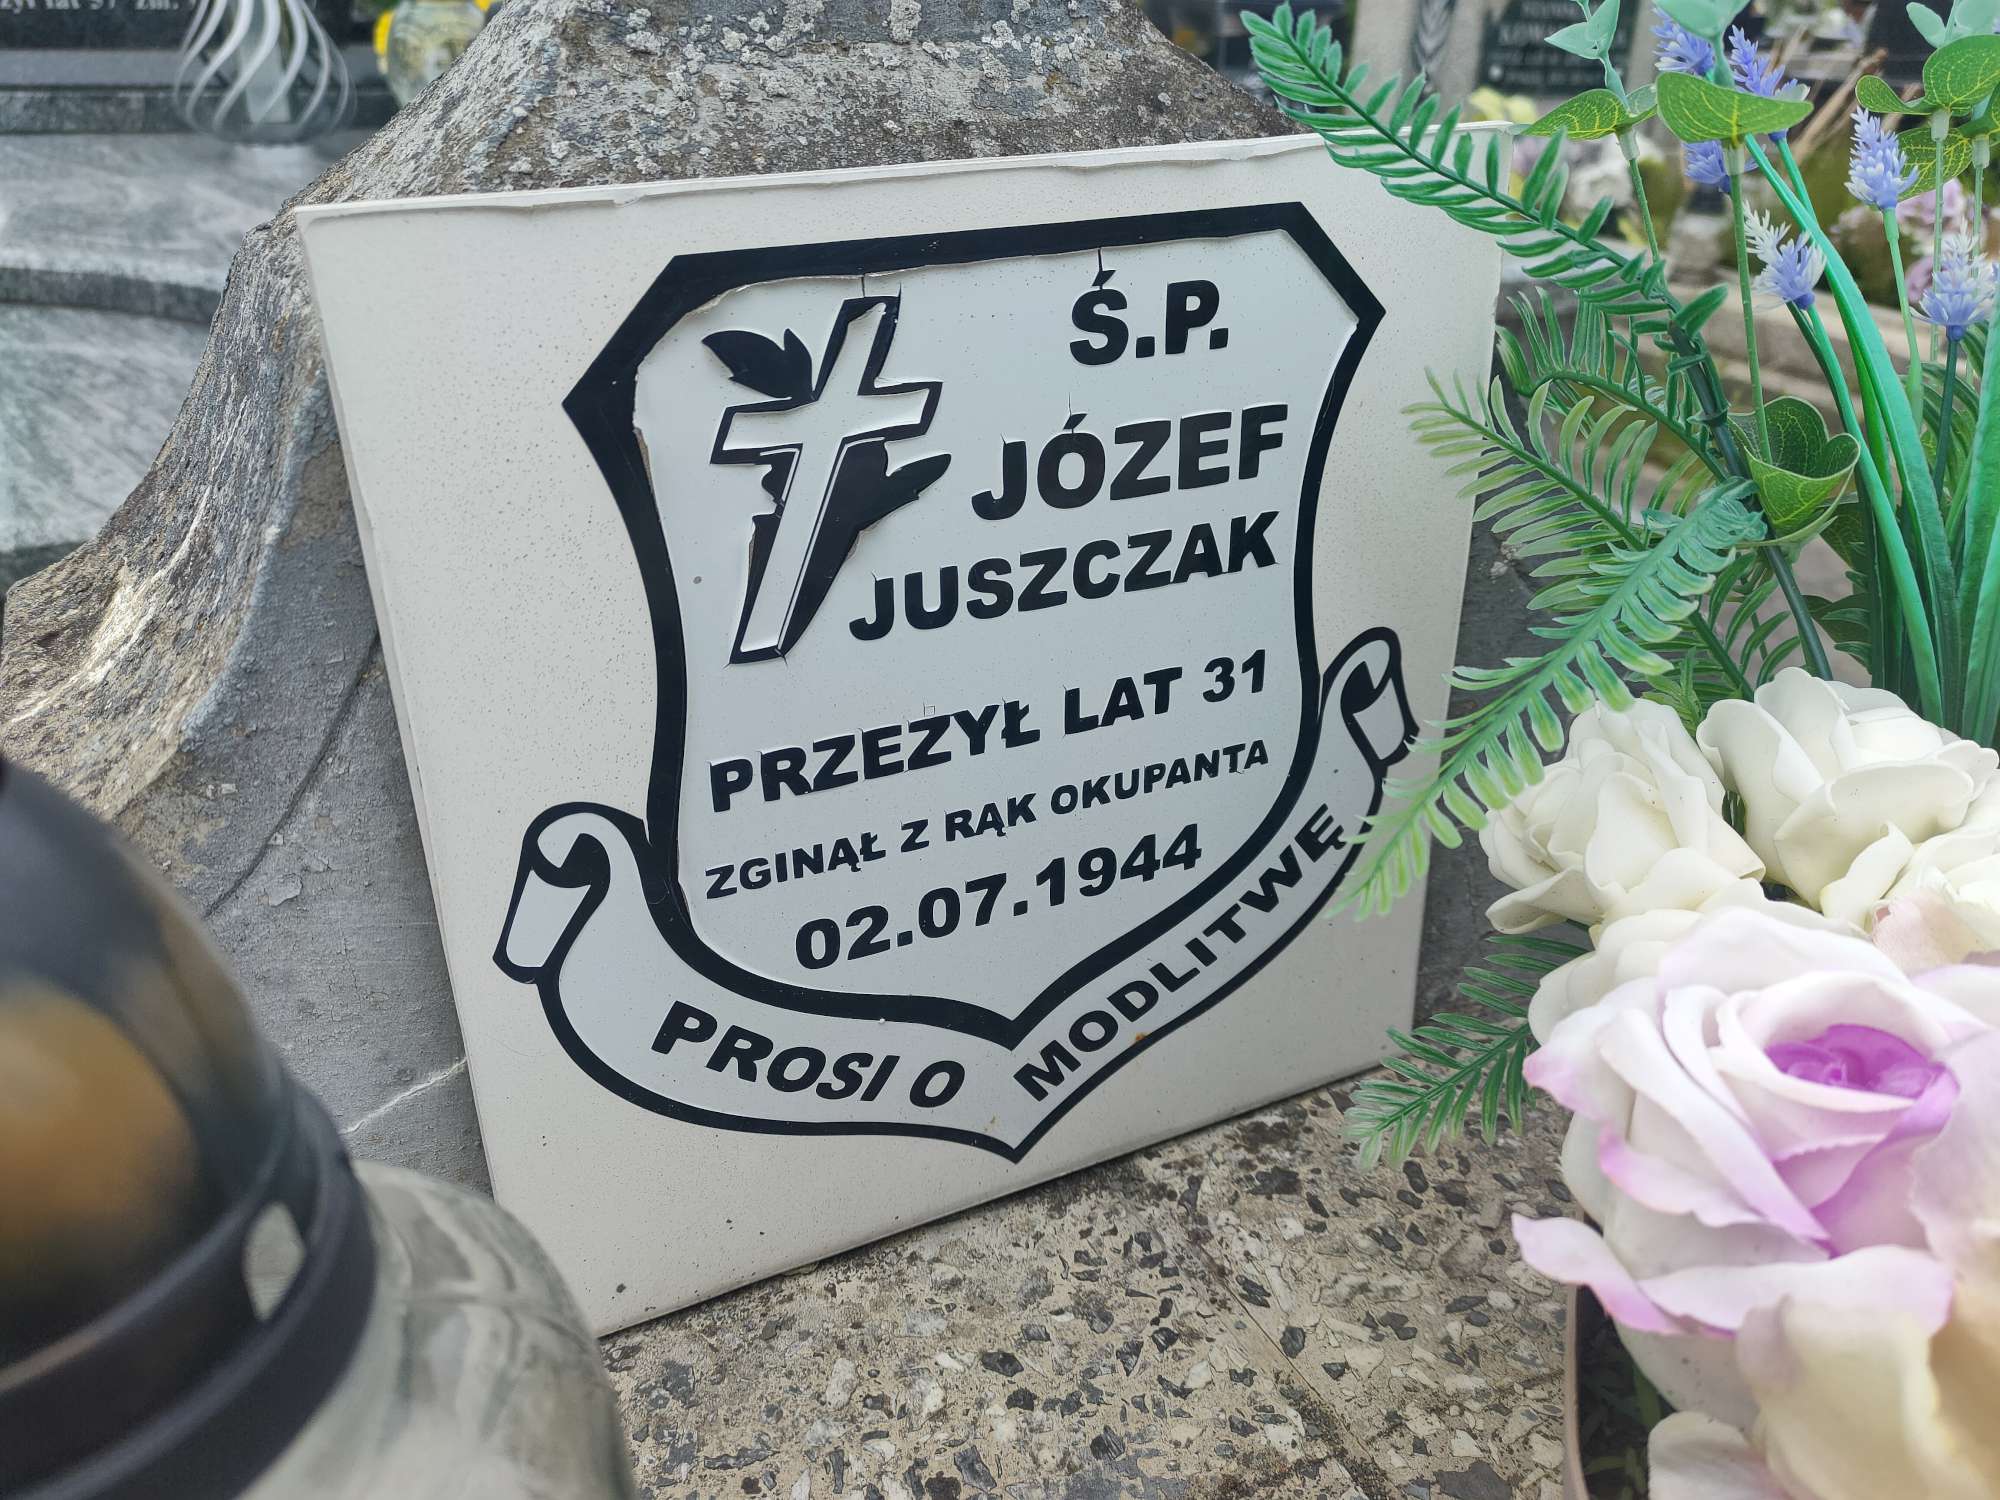 Ś.P.
JÓZEF
JUSZCZAK
PRZEŻYŁ LAT 31
ZGINĄŁ Z RĄK OKUPANTA
02.07.1944
PROSI O MODLITWĘ